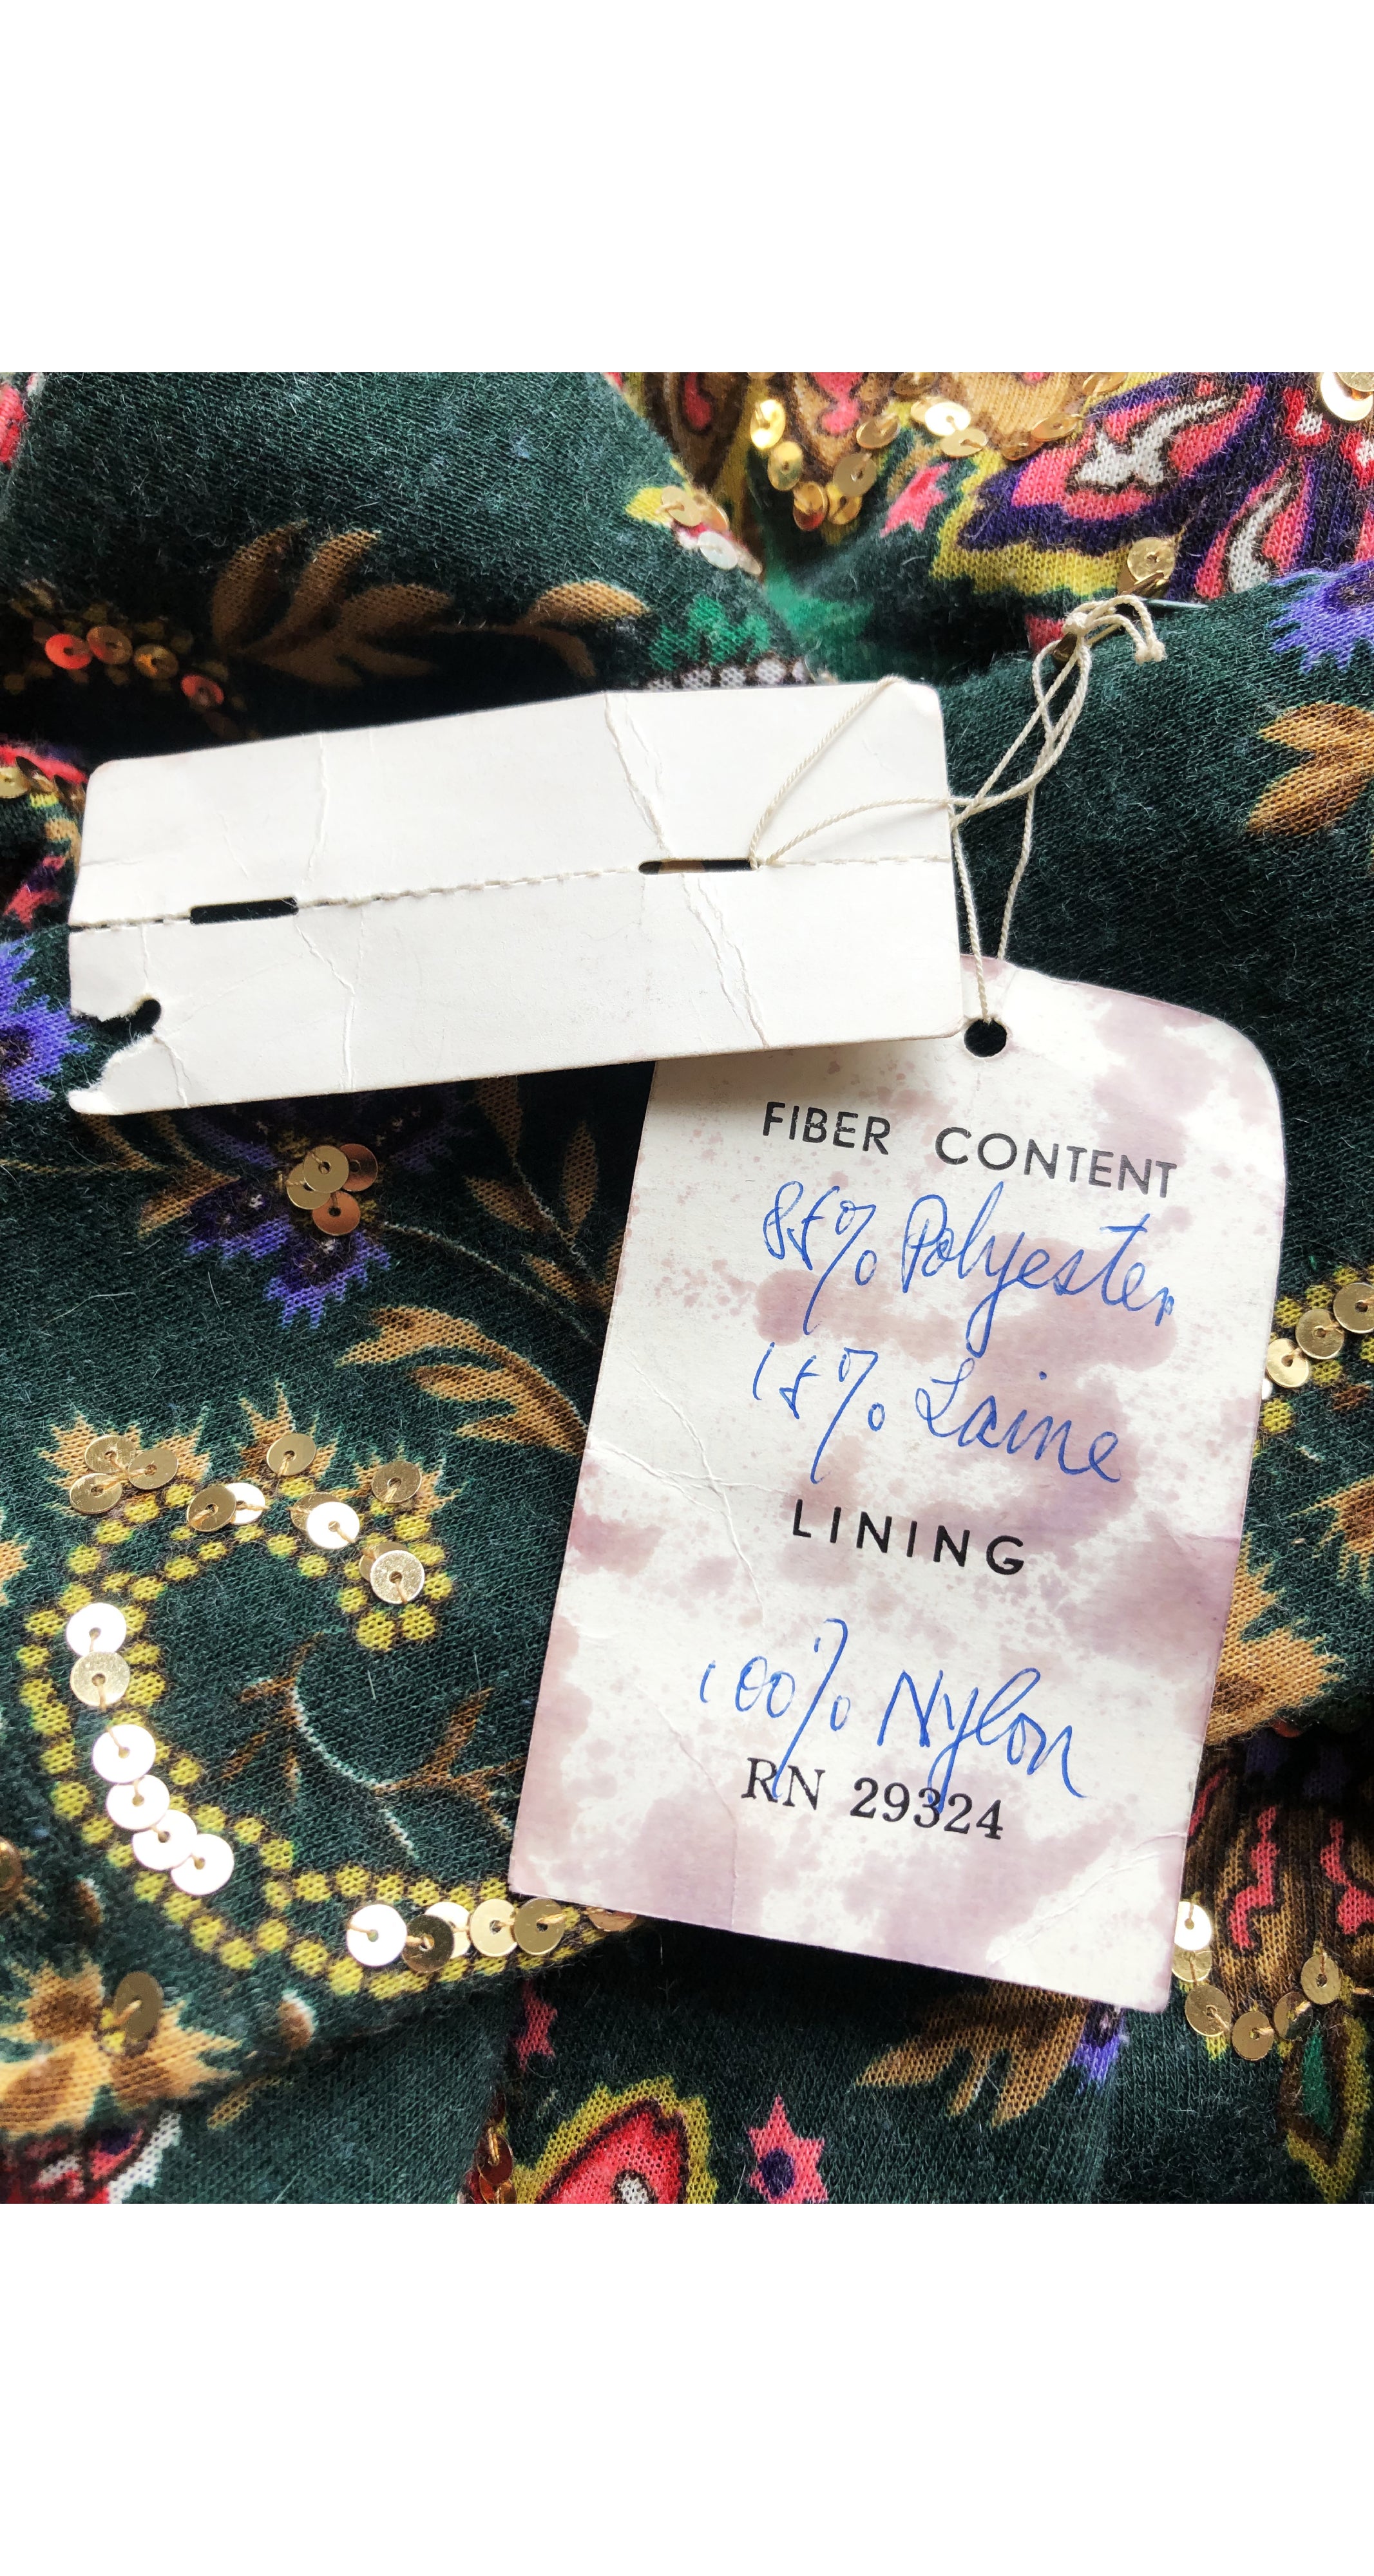 FIBER CONTENT
85% Polyester
15% Laine
LINING
100% Nylon
RN 29324